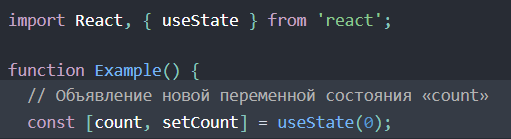 import React, { useState } from 'react';
function Example() {
// Объявление новой переменной состояния «count»
const [count, setCount] = useState(0);